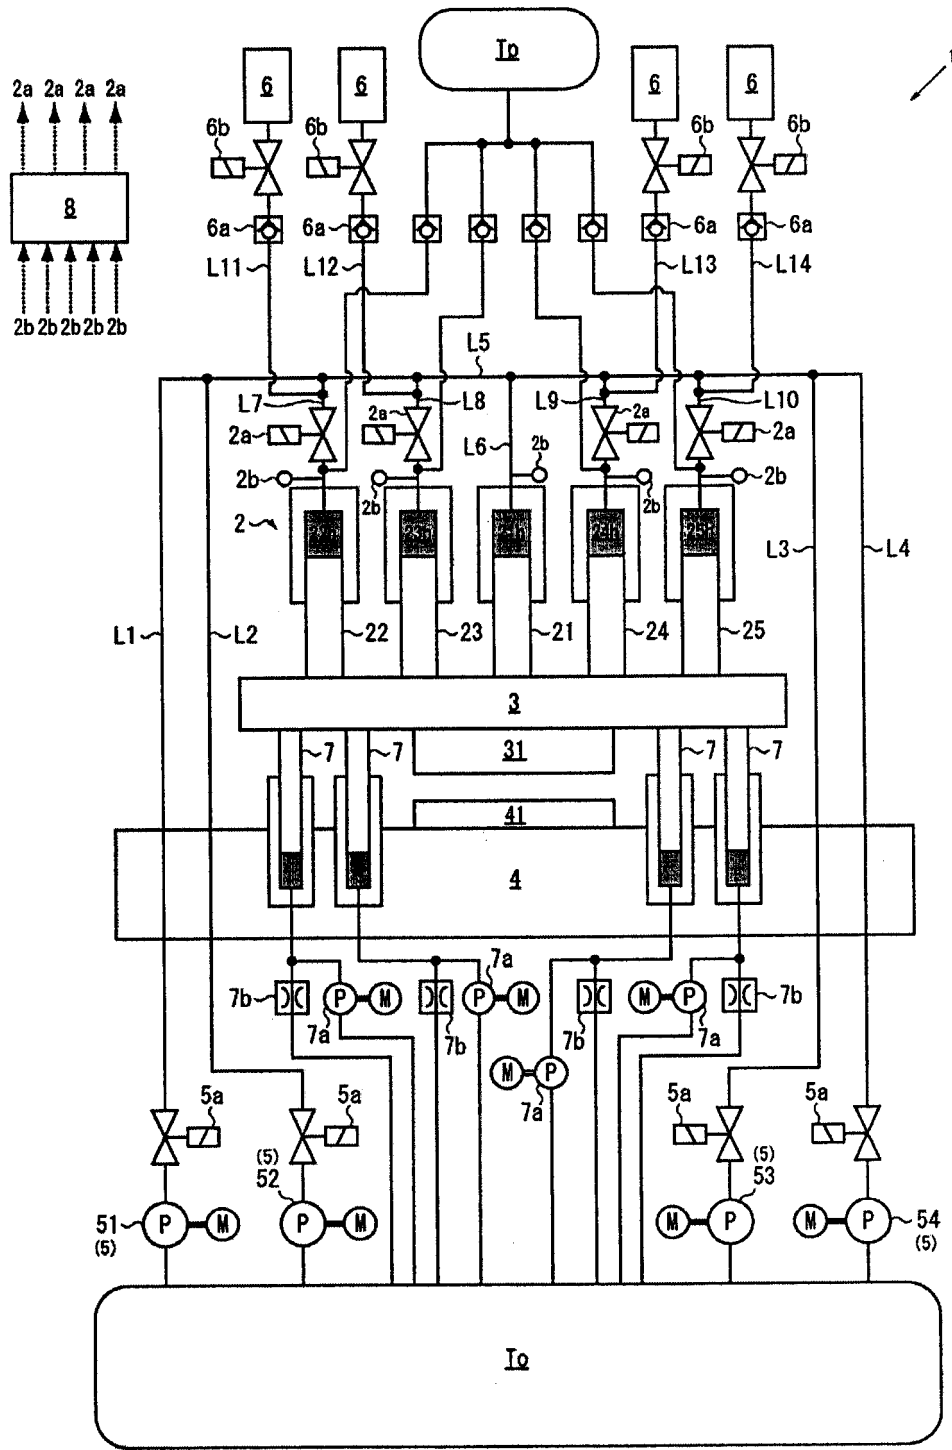 Tp
1
6 6 6 6
2a 2a 2a 2a
6b 6b 6b 6b
8
6a 6a 6a 6a
L11 L12 L13 L14
2b 2b 2b 2b 2b
L5
L7 L8 L9 L10
2a 2a 2a 2a
L6
2b 2b 2b 2b 2b
2
23h 24h 25h
L3 L4
L1 L2
22 23 21 24 25
3
7 7 31 7 7
41
4
7b P M 7a P M M P 7b
7a 7b 7b 7a
M P
7a
5a 5a 5a 5a
(5) (5)
52 53
51 P M P M M P M P 54
(5) (5)
To